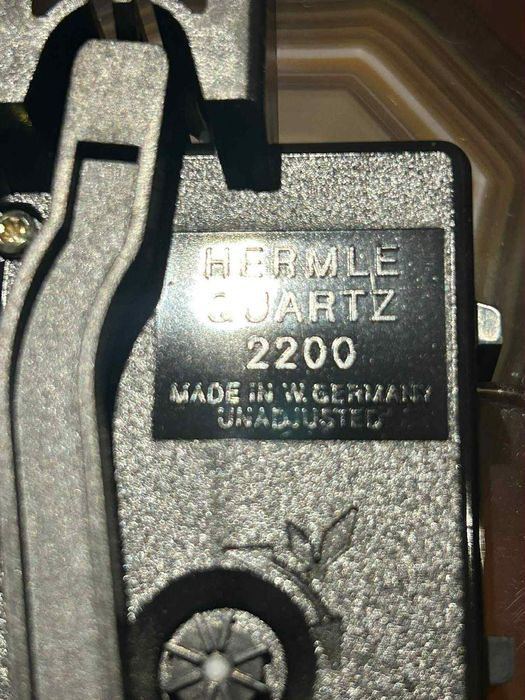 HERMLE
QUARTZ
2200
MADE IN W. GERMANY
UNADJUSTED